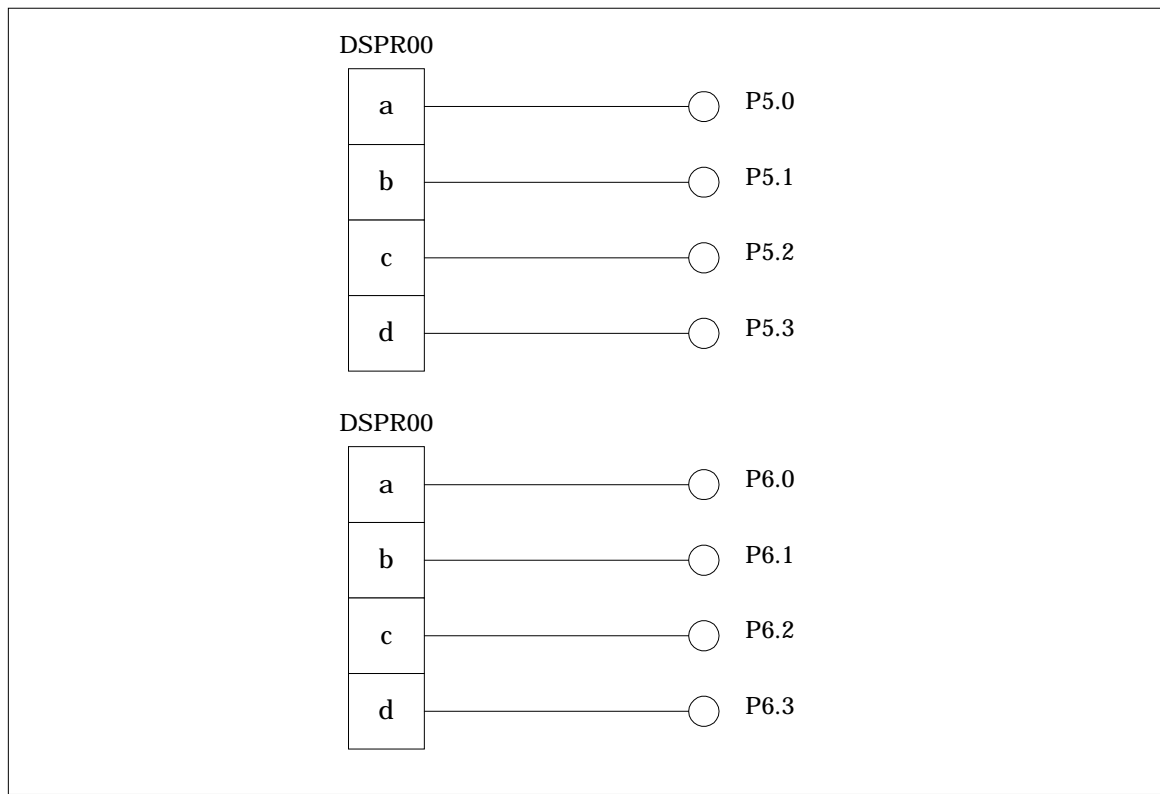 DSPR00
a P5.0
b P5.1
c P5.2
d P5.3
DSPR00
a P6.0
b P6.1
c P6.2
d P6.3